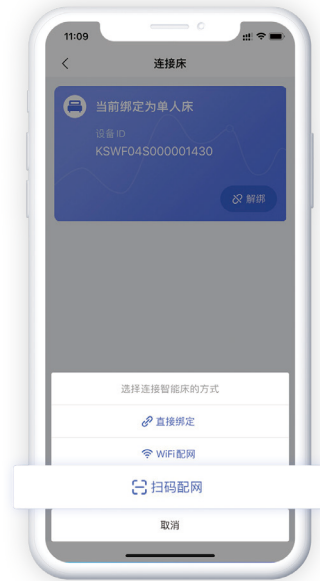 11:09
连接床
当前绑定为单人床
设备ID
KSWF04S000001430
解绑
选择连接智能床的方式
直接绑定
WiFi配网
扫码配网
取消